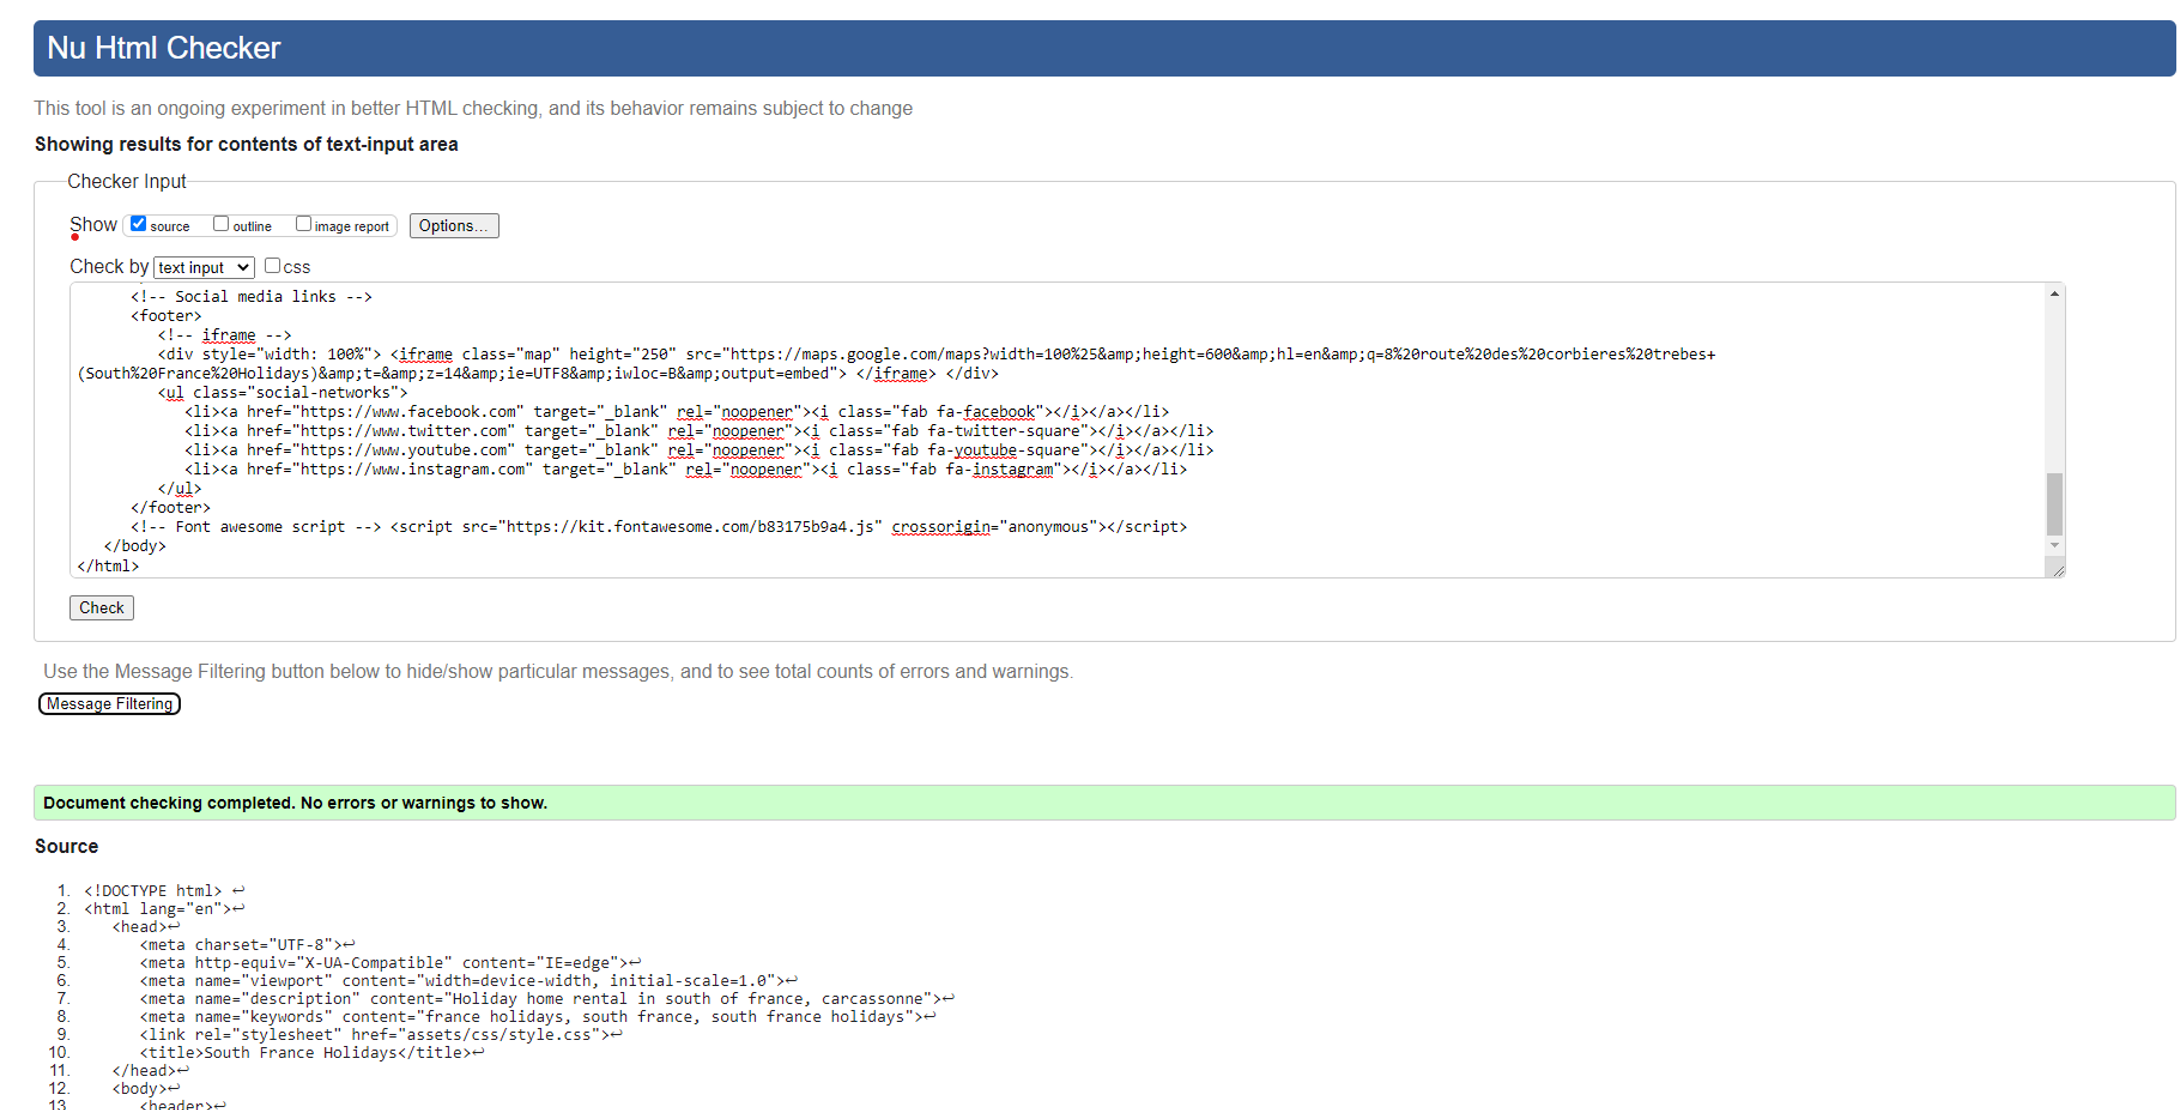 Nu Html Checker
This tool is an ongoing experiment in better HTML checking, and its behavior remains subject to change
Showing results for contents of text-input area
Checker Input
Show source outline image report Options...
Check by text input css
<!-- Social media links -->
<footer>
<!-- iframe -->
<div style="width: 100%"> <iframe class="map" height="250" src="https://maps.google.com/maps?width=100%25&amp;height=600&amp;hl=en&amp;q=8%20route%20des%20corbieres%20trebes+
(South%20France%20Holidays)&amp;t=&amp;z=14&amp;ie=UTF8&amp;iwloc=B&amp;output=embed"> </iframe> </div>
<ul class="social-networks">
<li><a href="https://www.facebook.com" target="_blank" rel="noopener"><i class="fab fa-facebook"></i></a></li>
<li><a href="https://www.twitter.com" target="_blank" rel="noopener"><i class="fab fa-twitter-square"></i></a></li>
<li><a href="https://www.youtube.com" target="_blank" rel="noopener"><i class="fab fa-youtube-square"></i></a></li>
<li><a href="https://www.instagram.com" target="_blank" rel="noopener"><i class="fab fa-instagram"></i></a></li>
</ul>
</footer>
<!-- Font awesome script --> <script src="https://kit.fontawesome.com/b83175b9a4.js" crossorigin="anonymous"></script>
</body>
</html>
Check
Use the Message Filtering button below to hide/show particular messages, and to see total counts of errors and warnings.
Message Filtering
Document checking completed. No errors or warnings to show.
Source
1. <!DOCTYPE html> ↩
2. <html lang="en">↩
3. <head>↩
4. <meta charset="UTF-8">↩
5. <meta http-equiv="X-UA-Compatible" content="IE=edge">↩
6. <meta name="viewport" content="width=device-width, initial-scale=1.0">↩
7. <meta name="description" content="Holiday home rental in south of france, carcassonne">↩
8. <meta name="keywords" content="france holidays, south france, south france holidays">↩
9. <link rel="stylesheet" href="assets/css/style.css">↩
10. <title>South France Holidays</title>↩
11. </head>↩
12. <body>↩
13. <header>↩